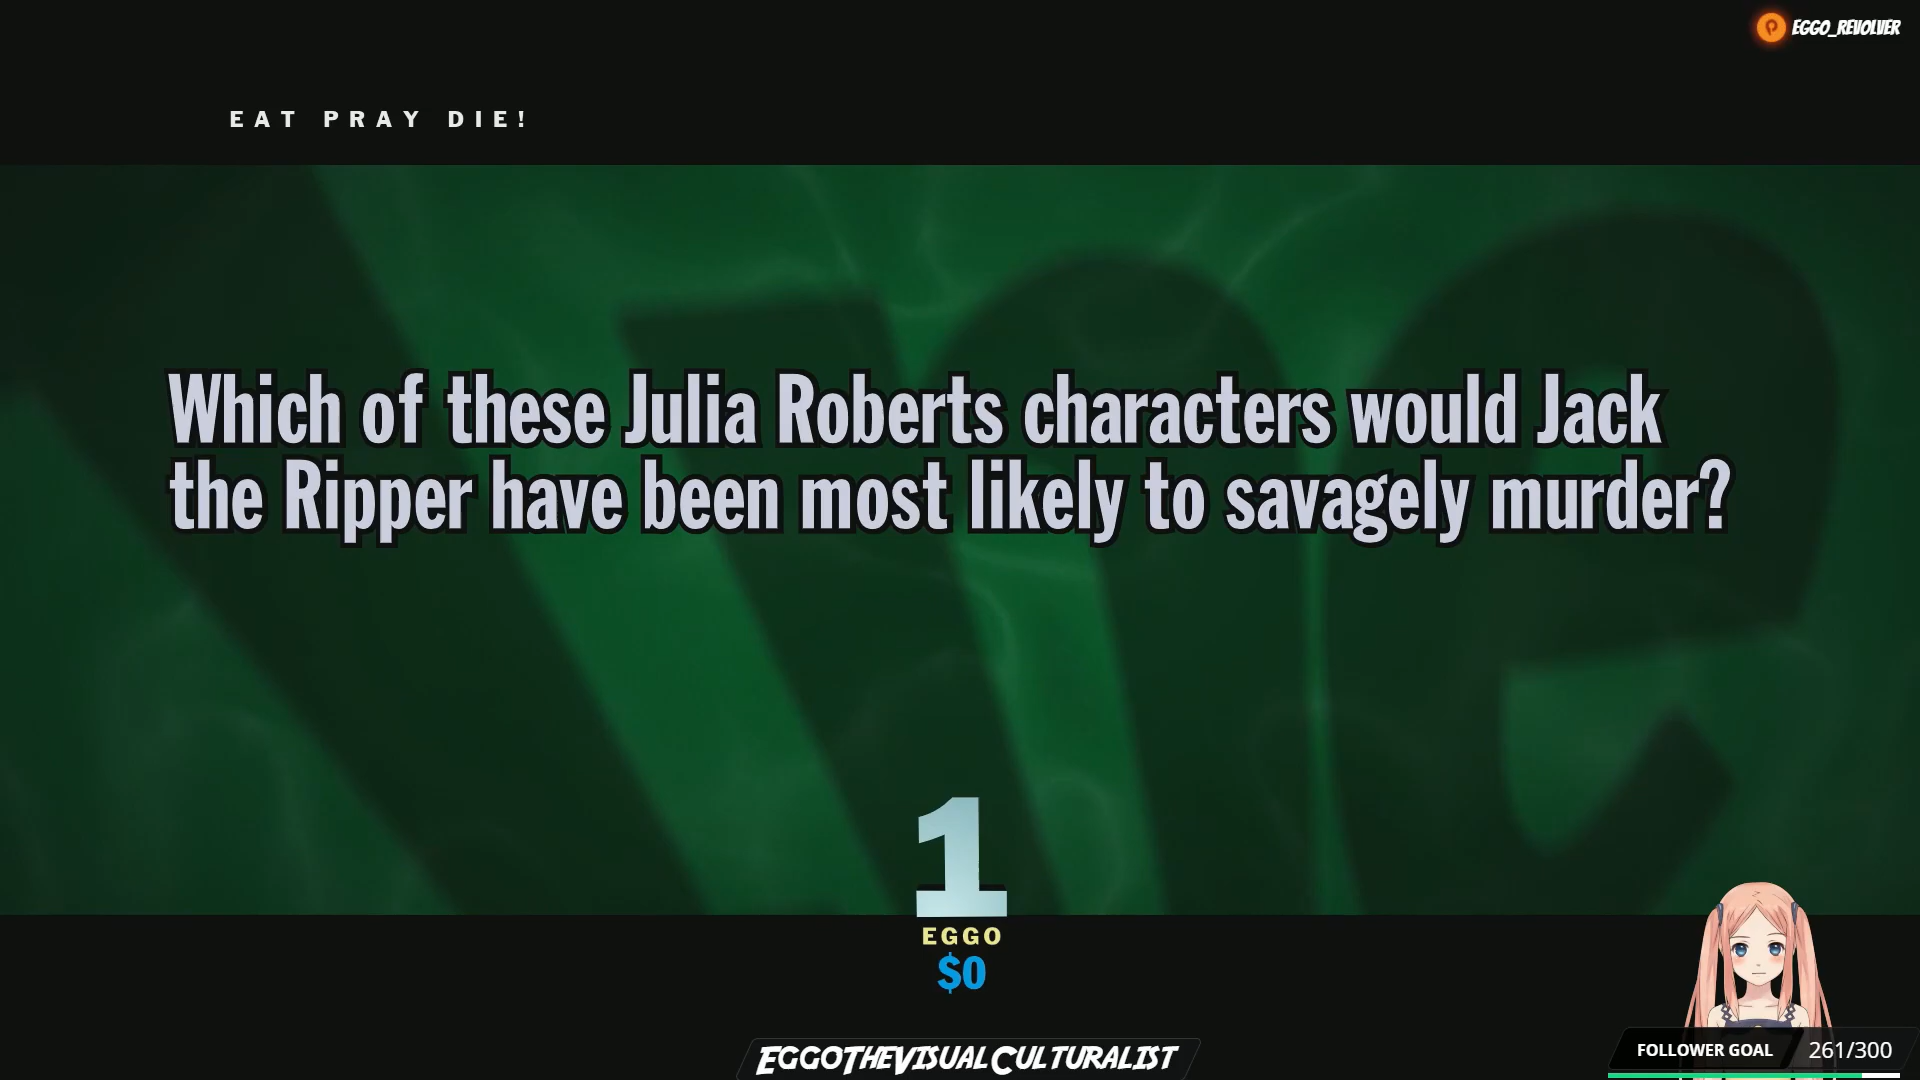 EGGO_REVOLVER
EAT PRAY DIE!
Which of these Julia Roberts characters would Jack
the Ripper have been most likely to savagely murder?
1
EGGO
$0
EGGOTHEVISUALCULTURALIST
FOLLOWER GOAL 261/300